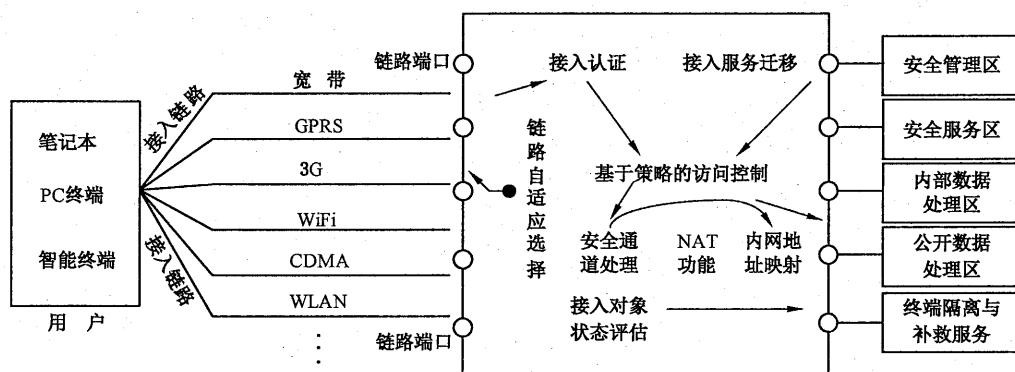 笔记本
PC终端
智能终端
用 户
接入链路
接入链路
宽 带
GPRS
3G
WiFi
CDMA
WLAN
链路端口
链路端口
链路自适应选择
接入认证
接入服务迁移
基于策略的访问控制
安全通
道处理
NAT
功能
内网地
址映射
接入对象
状态评估
安全管理区
安全服务区
内部数据
处理区
公开数据
处理区
终端隔离与
补救服务